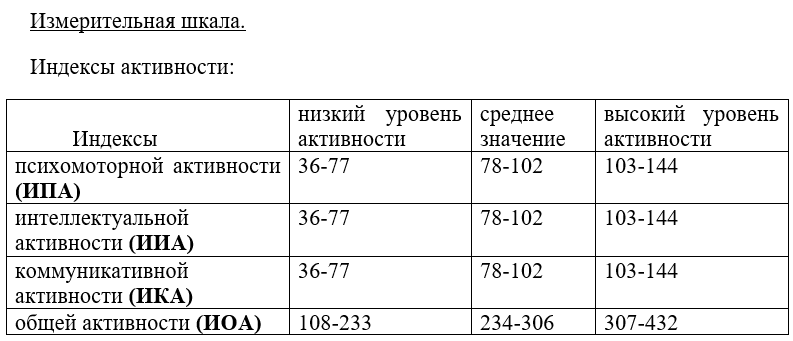 Измерительная шкала.
Индексы активности:
Индексы
низкий уровень активности
среднее значение
высокий уровень активности
психомоторной активности (ИПА)
36-77
78-102
103-144
интеллектуальной активности (ИИА)
36-77
78-102
103-144
коммуникативной активности (ИКА)
36-77
78-102
103-144
общей активности (ИОА)
108-233
234-306
307-432